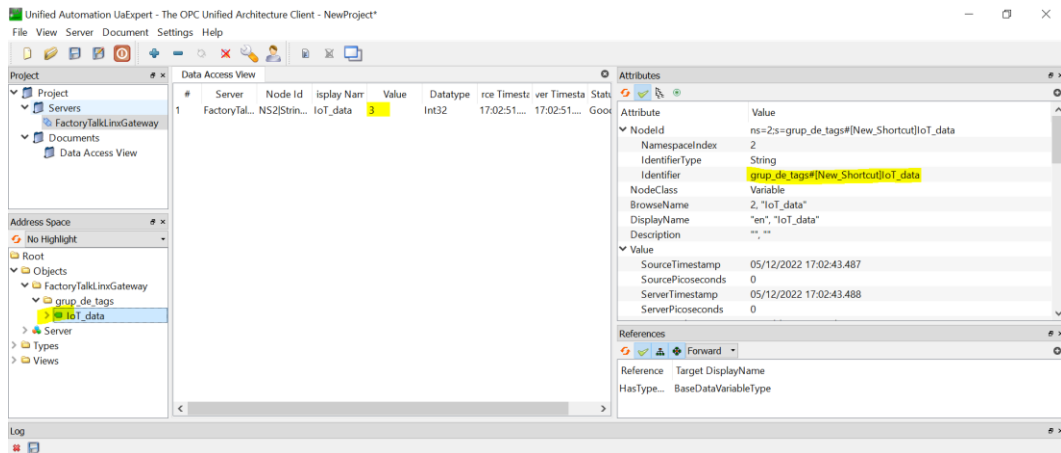 Unified Automation UaExpert - The OPC Unified Architecture Client - NewProject*
File View Server Document Settings Help
Project
Project
Servers
FactoryTalkLinxGateway
Documents
Data Access View
Address Space
No Highlight
Root
Objects
FactoryTalkLinxGateway
grup_de_tags
IoT_data
Server
Types
Views
Data Access View
# Server Node Id isplay Nam Value Datatype rce Timesta ver Timesta Statu
1 FactoryTal... NS2|Strin... IoT_data 3 Int32 17:02:51.... 17:02:51.... Good
Attributes
Attribute Value
NodeId ns=2;s=grup_de_tags#[New_Shortcut]IoT_data
NamespaceIndex 2
IdentifierType String
Identifier grup_de_tags#[New_Shortcut]IoT_data
NodeClass Variable
BrowseName 2, "IoT_data"
DisplayName "en", "IoT_data"
Description "", ""
Value
SourceTimestamp 05/12/2022 17:02:43.487
SourcePicoseconds 0
ServerTimestamp 05/12/2022 17:02:43.488
ServerPicoseconds 0
References
Forward
Reference Target DisplayName
HasType... BaseDataVariableType
Log